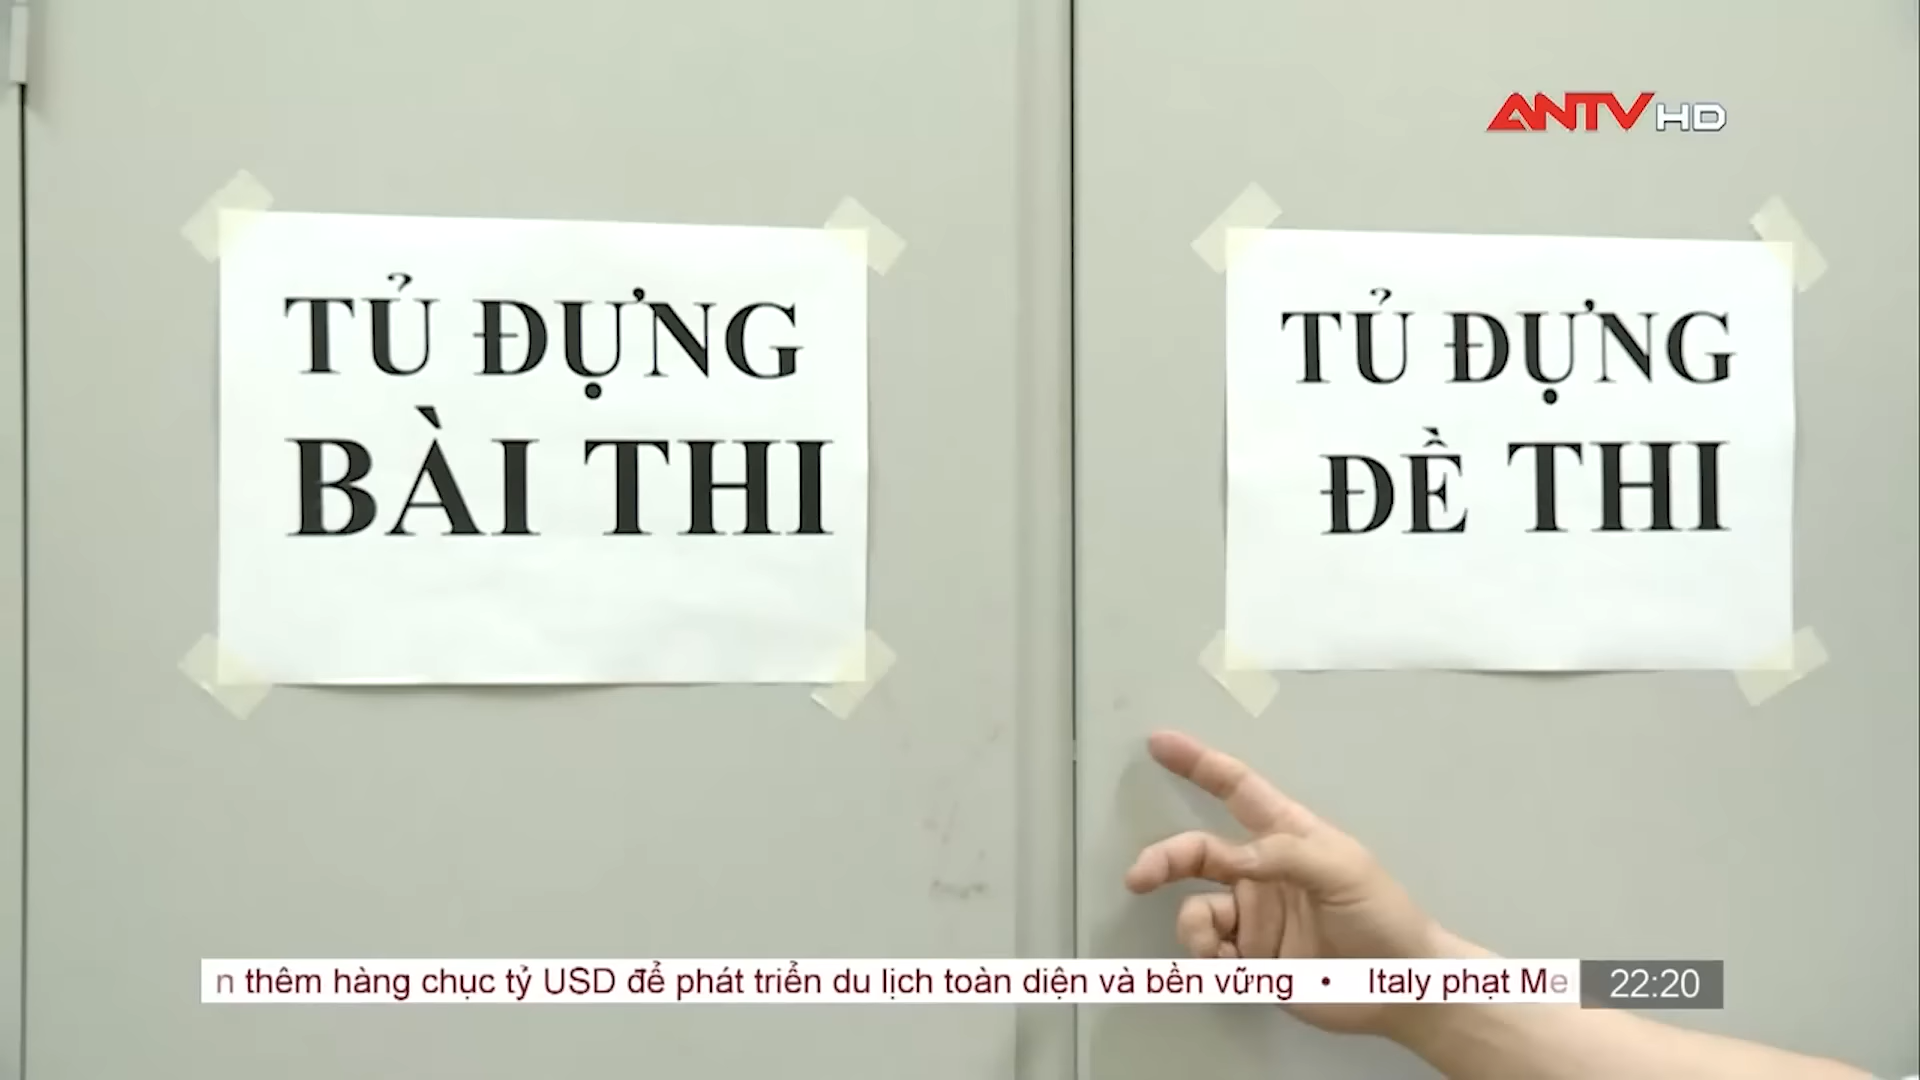 ANTV HD
TỦ ĐỰNG
BÀI THI
TỦ ĐỰNG
ĐỀ THI
thêm hàng chục tỷ USD để phát triển du lịch toàn diện và bền vững • Italy phạt
22:20